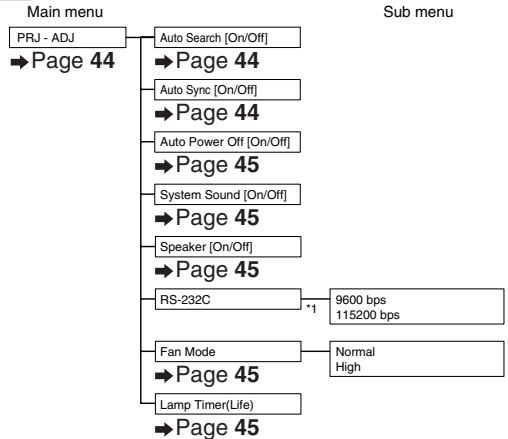 Main menu
Sub menu
PRJ - ADJ
➡Page 44
Auto Search [On/Off]
➡Page 44
Auto Sync [On/Off]
➡Page 44
Auto Power Off [On/Off]
➡Page 45
System Sound [On/Off]
➡Page 45
Speaker [On/Off]
➡Page 45
RS-232C
*1
9600 bps
115200 bps
Fan Mode
➡Page 45
Normal
High
Lamp Timer(Life)
➡Page 45